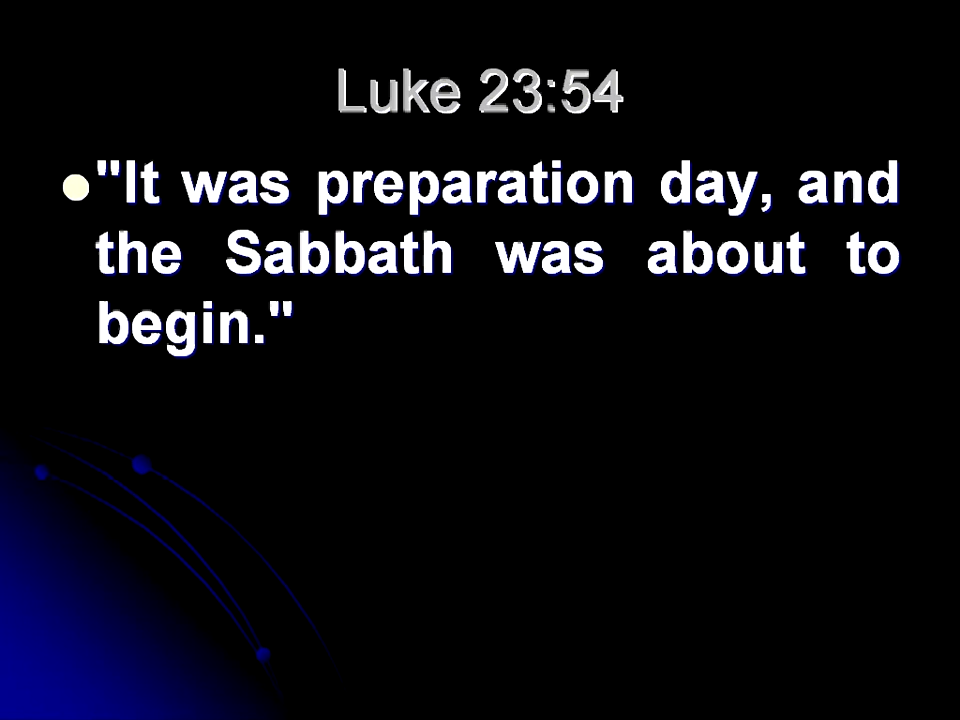 Luke 23:54
"It was preparation day, and
the Sabbath was about to
begin."